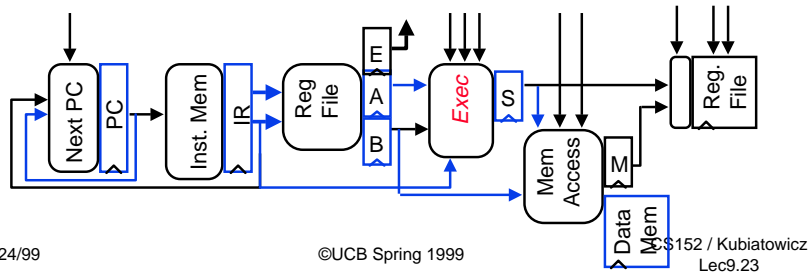 Next PC
PC
Inst. Mem
IR
Reg
File
E
A
B
Exec
S
Mem
Access
M
Data
Mem
Reg.
File
24/99
©UCB Spring 1999
CS152 / Kubiatowicz
Lec9.23